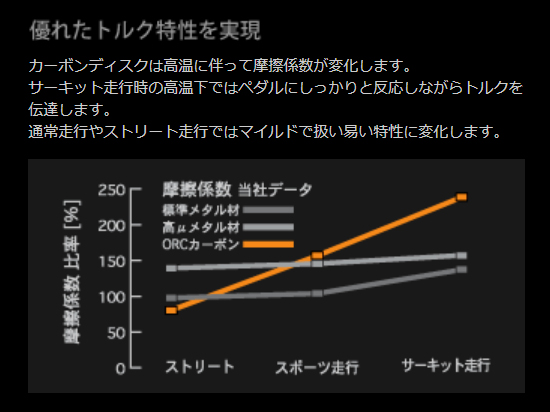 優れたトルク特性を実現
カーボンディスクは高温に伴って摩擦係数が変化します。
サーキット走行時の高温下ではペダルにしっかりと反応しながらトルクを
伝達します。
通常走行やストリート走行ではマイルドで扱い易い特性に変化します。
摩擦係数 当社データ
標準メタル材
高μメタル材
ORCカーボン
摩擦係数 比率 [%]
250
200
150
100
50
0
ストリート
スポーツ走行
サーキット走行